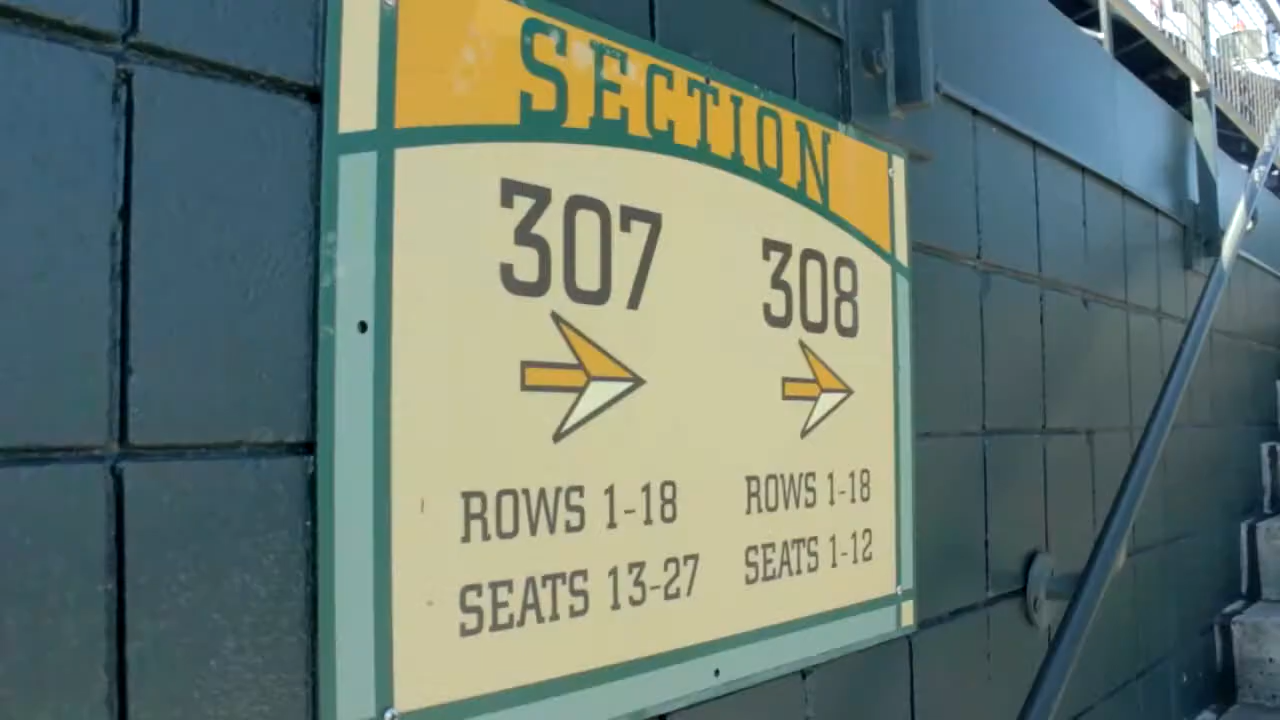 SECTION
307 308
ROWS 1-18 ROWS 1-18
SEATS 13-27 SEATS 1-12